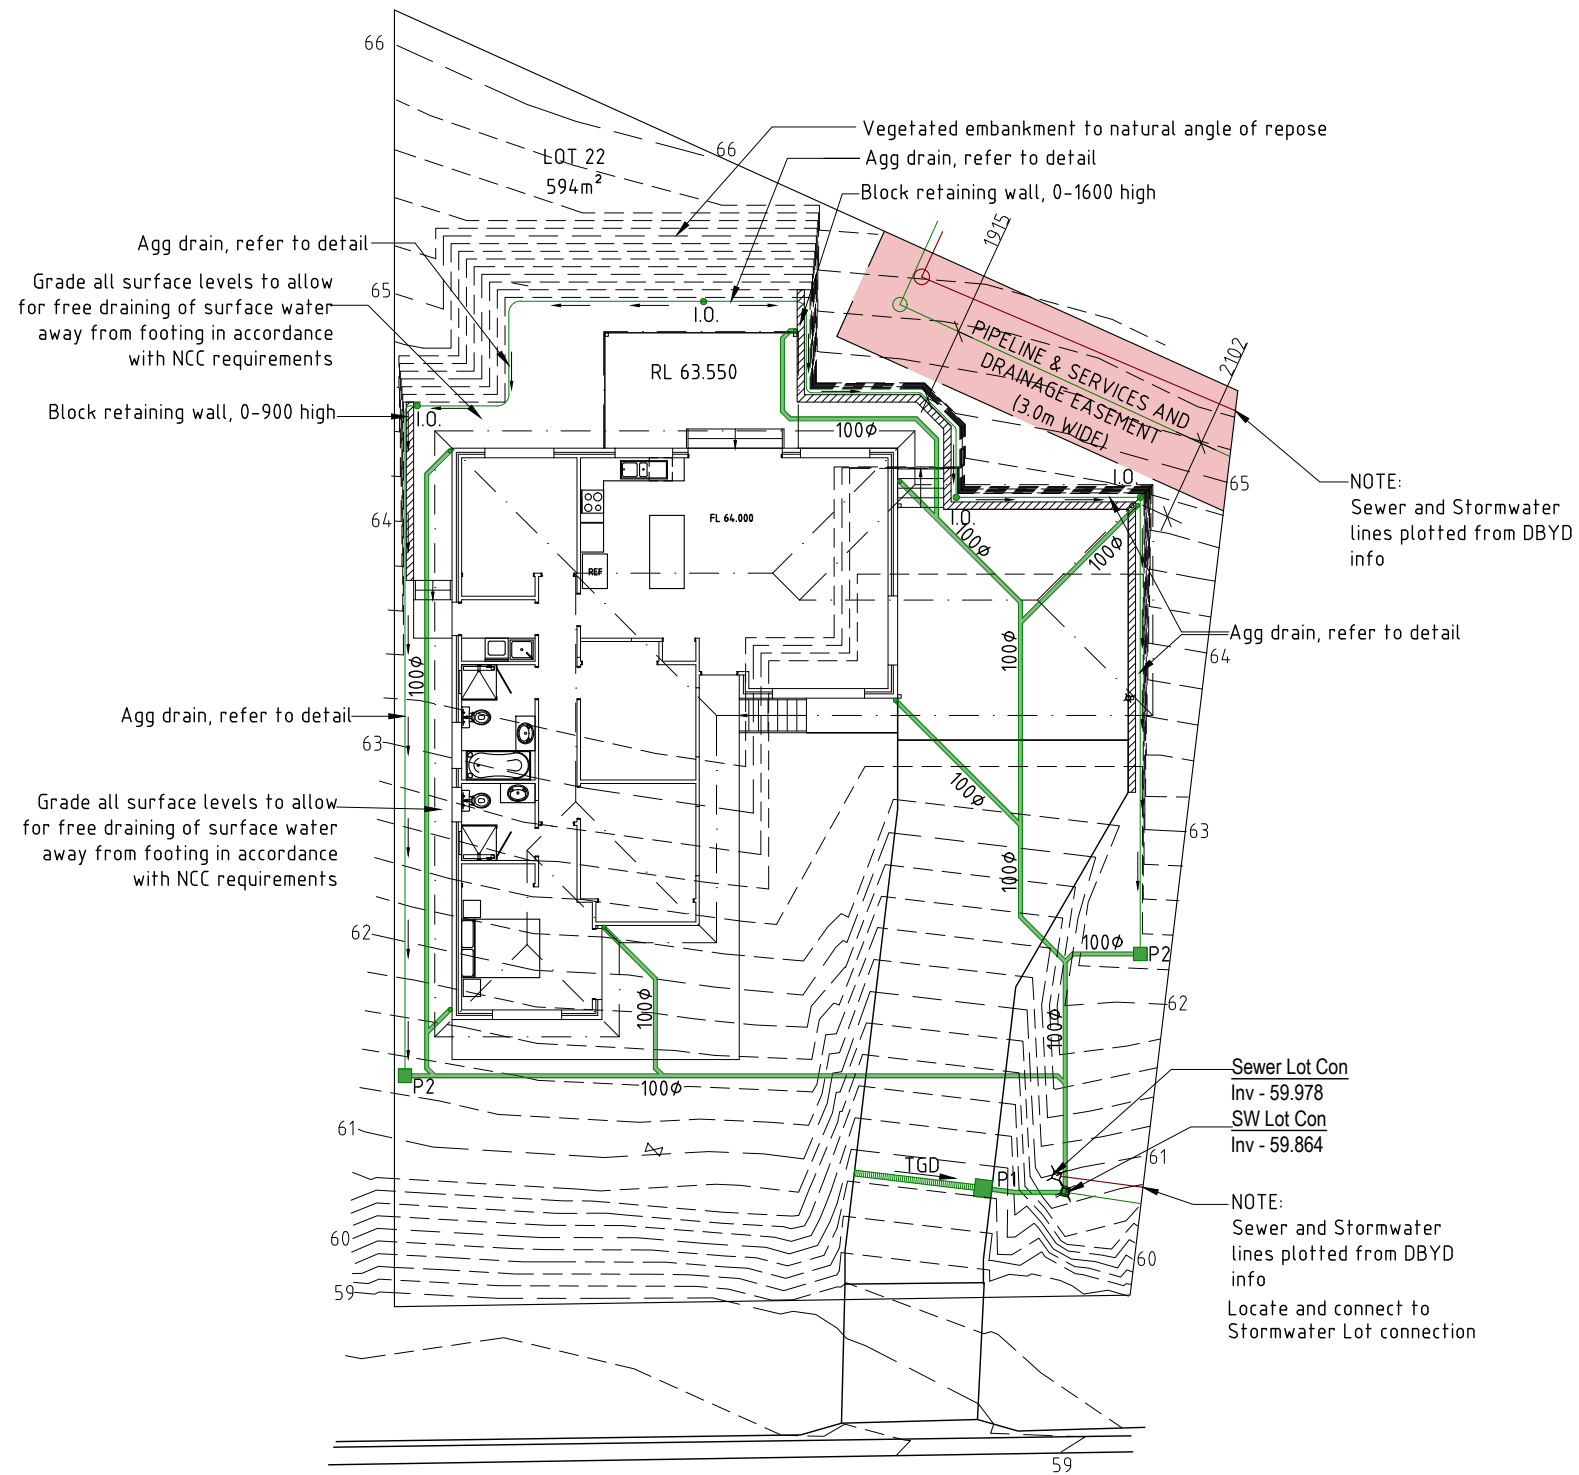 66
66
LOT 22
594m²
Vegetated embankment to natural angle of repose
Agg drain, refer to detail
Block retaining wall, 0-1600 high
1915
Agg drain, refer to detail
Grade all surface levels to allow
for free draining of surface water
away from footing in accordance
with NCC requirements
65
I.O.
RL 63.550
PIPELINE & SERVICES AND
DRAINAGE EASEMENT
(3.0m WIDE)
2102
Block retaining wall, 0-900 high
I.O.
100ø
NOTE:
Sewer and Stormwater
lines plotted from DBYD
info
65
I.O.
I.O.
64
FL 64.000
REF
100ø
100ø
100ø
100ø
Agg drain, refer to detail
64
Agg drain, refer to detail
63
100ø
Grade all surface levels to allow
for free draining of surface water
away from footing in accordance
with NCC requirements
63
100ø
62
100ø
P2
62
100ø
100ø
P2
100ø
Sewer Lot Con
Inv - 59.978
SW Lot Con
Inv - 59.864
61
61
TGD
P1
NOTE:
Sewer and Stormwater
lines plotted from DBYD
info
Locate and connect to
Stormwater Lot connection
60
60
59
59